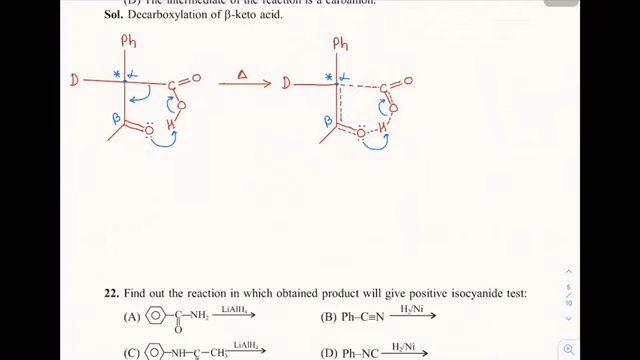 (D) The intermediate of the reaction is a carbanion.
Sol. Decarboxylation of β-keto acid.
Ph
D * α C O
O
H
β O
Δ
Ph
D * α C O
O
H
β O
22. Find out the reaction in which obtained product will give positive isocyanide test:
(A) C–NH₂ LiAlH₄
O
(B) Ph–C≡N H₂/Ni
(C) NH–C–CH₃ LiAlH₄
(D) Ph–NC H₂/Ni
5
/
10